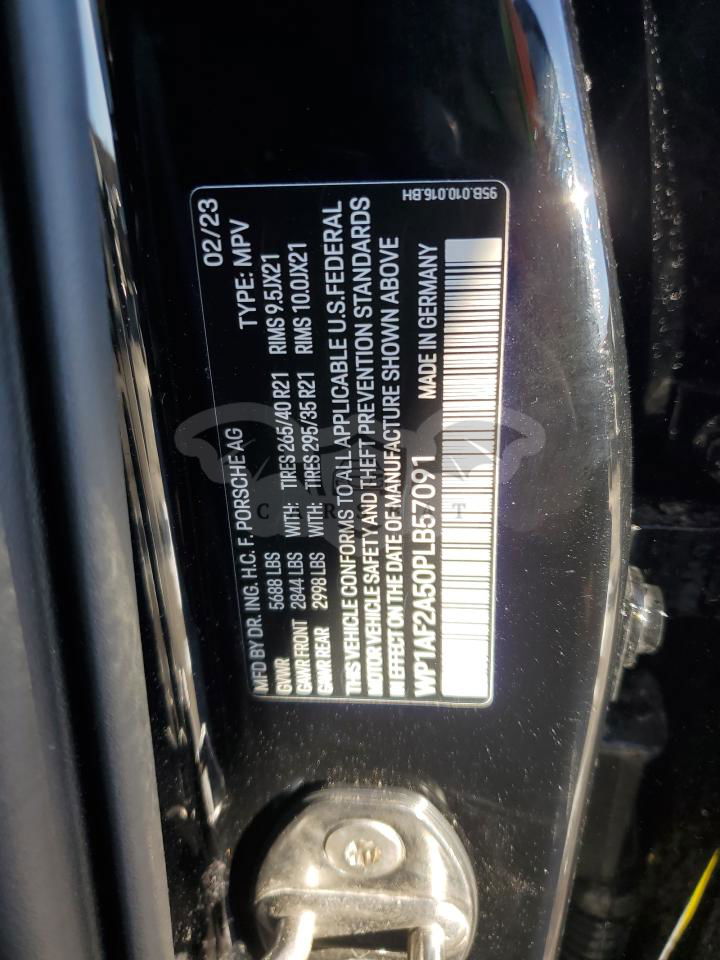 95B.010.016.BH
02/23
MFD BY DR. ING. H.C. F. PORSCHE AG TYPE: MPV
GVWR 5688 LBS
GAWR FRONT 2844 LBS WITH: TIRES 265/40 R21 RIMS 9.5JX21
GAWR REAR 2998 LBS WITH: TIRES 295/35 R21 RIMS 10.0JX21
THIS VEHICLE CONFORMS TO ALL APPLICABLE U.S. FEDERAL
MOTOR VEHICLE SAFETY AND THEFT PREVENTION STANDARDS
IN EFFECT ON THE DATE OF MANUFACTURE SHOWN ABOVE
WP1AF2A50PLB57091 MADE IN GERMANY